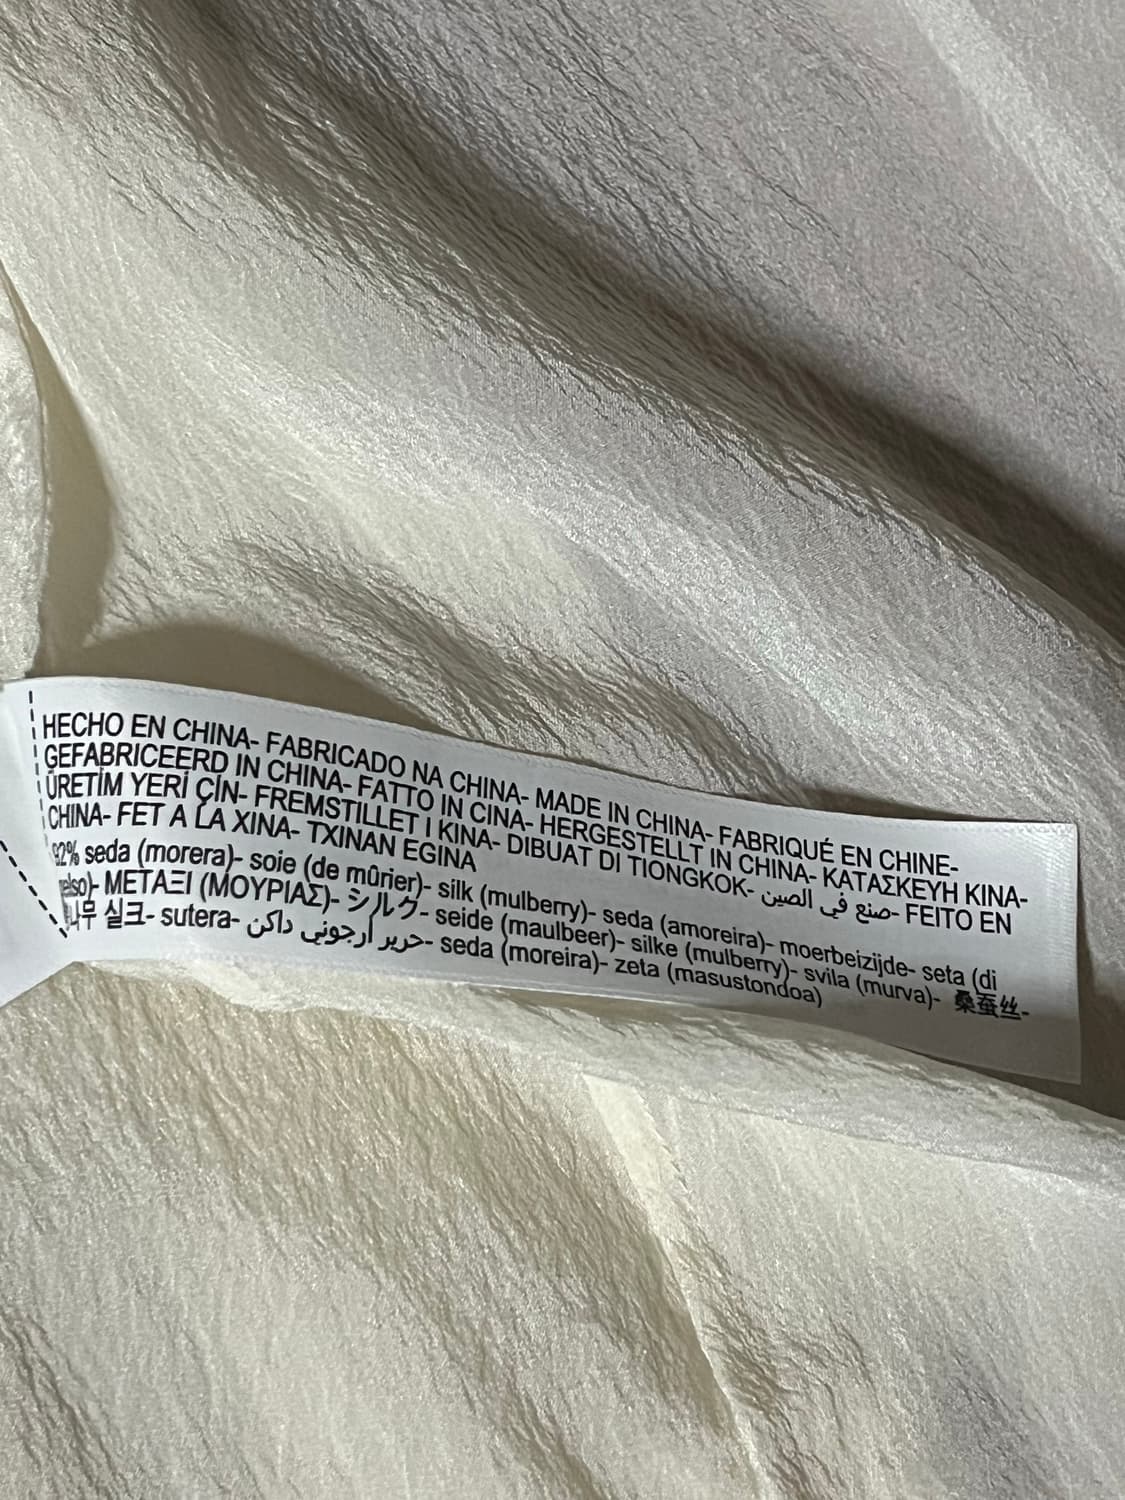 HECHO EN CHINA- FABRICADO NA CHINA- MADE IN CHINA- FABRIQUÉ EN CHINE-
GEFABRICEERD IN CHINA- FATTO IN CINA- HERGESTELLT IN CHINA- ΚΑΤΑΣΚΕΥΗ ΚΙΝΑ-
ÜRETİM YERİ ÇİN- FREMSTILLET I KINA- DIBUAT DI TIONGKOK- صنع في الصين- FEITO EN
CHINA- FET A LA XINA- TXINAN EGINA
92% seda (morera)- soie (de mûrier)- silk (mulberry)- seda (amoreira)- moerbeizijde- seta (di
gelso)- ΜΕΤΑΞΙ (ΜΟΥΡΙΑΣ)- シルク- seide (maulbeer)- silke (mulberry)- svila (murva)- 桑蚕丝-
실크- sutera- حرير أرجوني داكن- seda (moreira)- zeta (masustondoa)